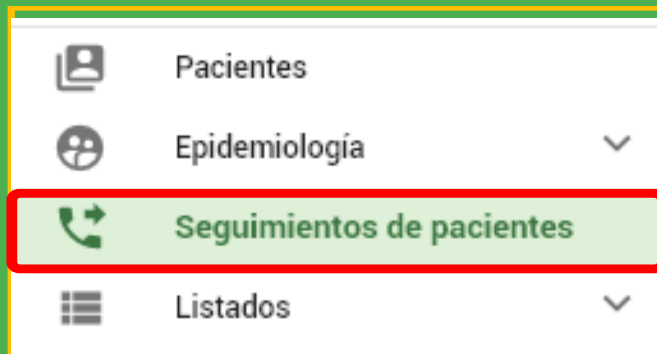 Pacientes
Epidemiología
Seguimientos de pacientes
Listados